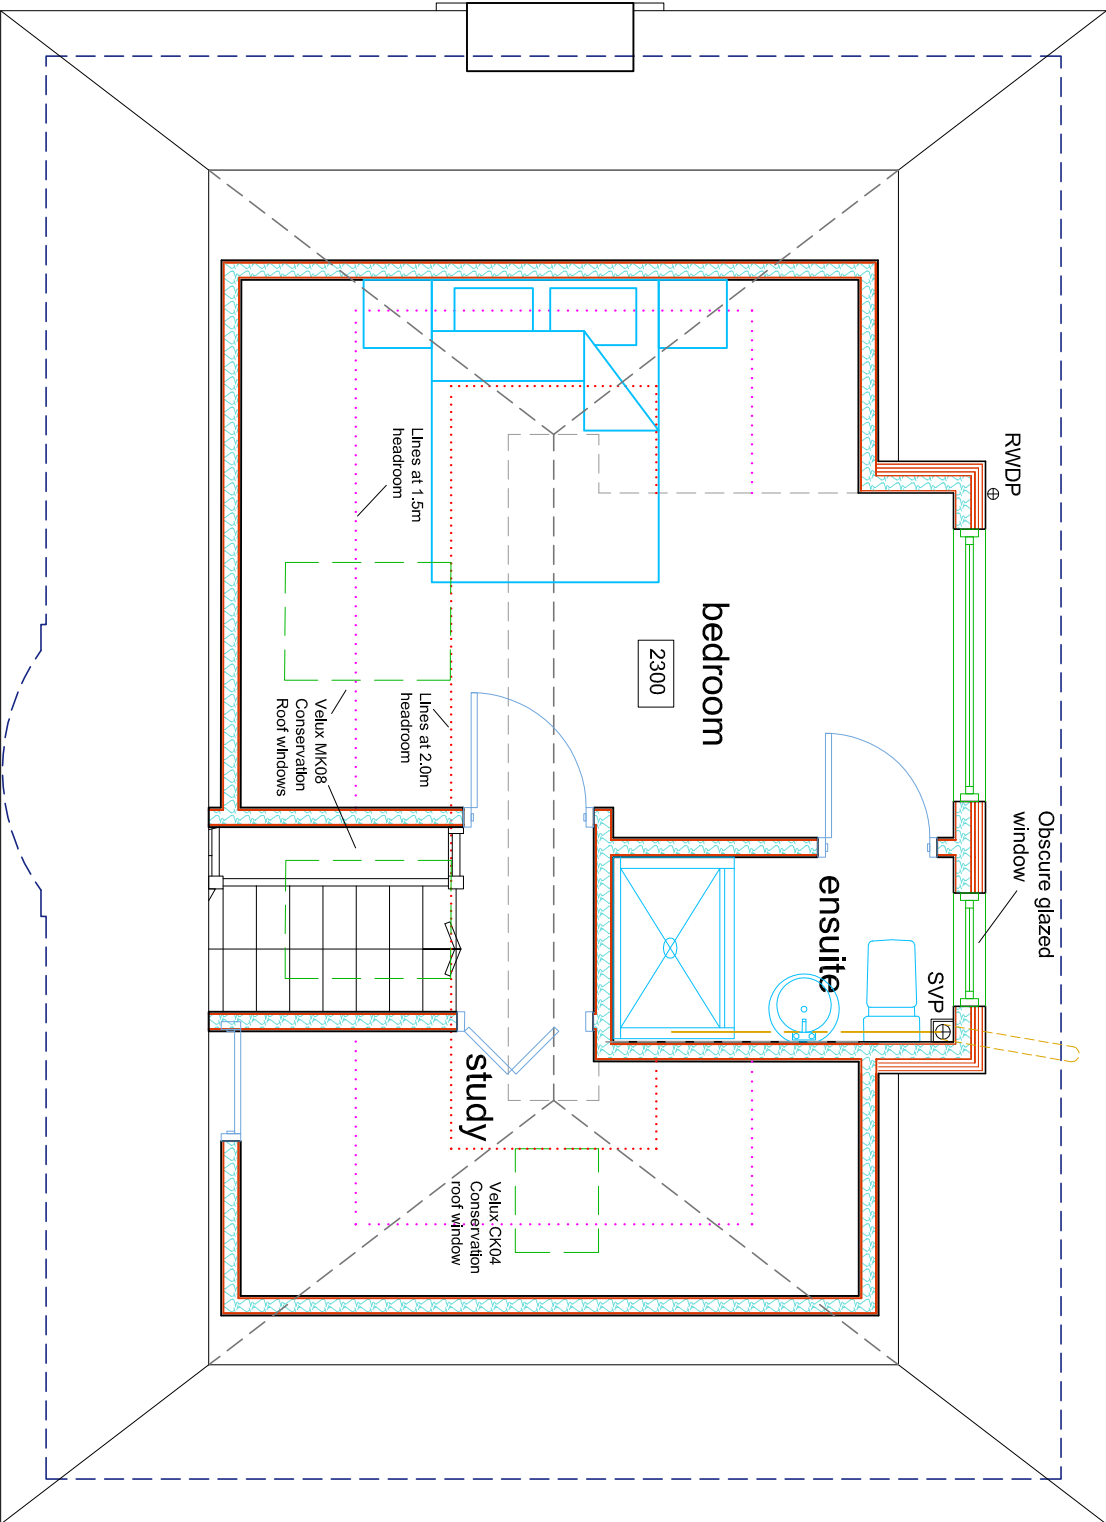 RWDP
Obscure glazed
window
bedroom
2300
ensuite
SVP
Lines at 1.5m
headroom
Lines at 2.0m
headroom
Velux MK08
Conservation
Roof windows
study
Velux CK04
Conservation
roof window